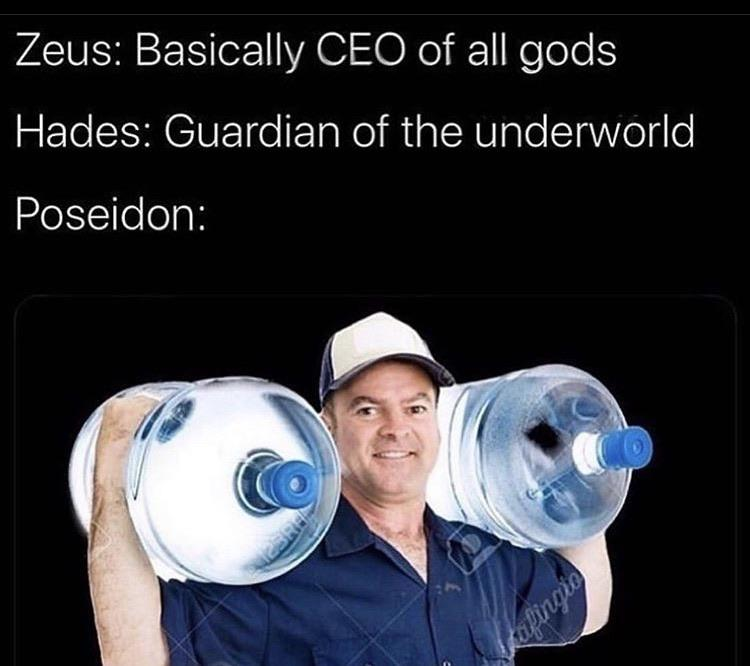 Zeus: Basically CEO of all gods
Hades: Guardian of the underworld
Poseidon: